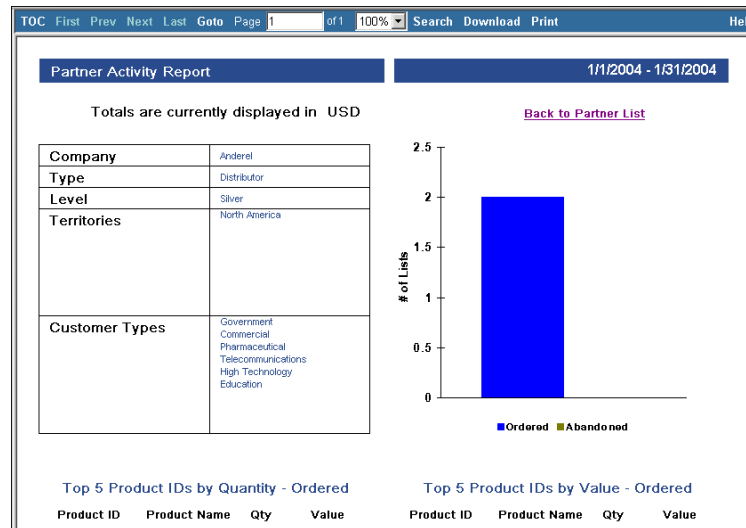 TOC First Prev Next Last Goto Page 1 of 1 100% Search Download Print
Partner Activity Report
1/1/2004 - 1/31/2004
Totals are currently displayed in USD
Back to Partner List
Company Anderel
Type Distributor
Level Silver
Territories North America
Customer Types Government
Commercial
Pharmaceutical
Telecommunications
High Technology
Education
2.5
2
1.5
1
0.5
0
# of Lists
Ordered Abandoned
Top 5 Product IDs by Quantity - Ordered
Product ID Product Name Qty Value
Top 5 Product IDs by Value - Ordered
Product ID Product Name Qty Value